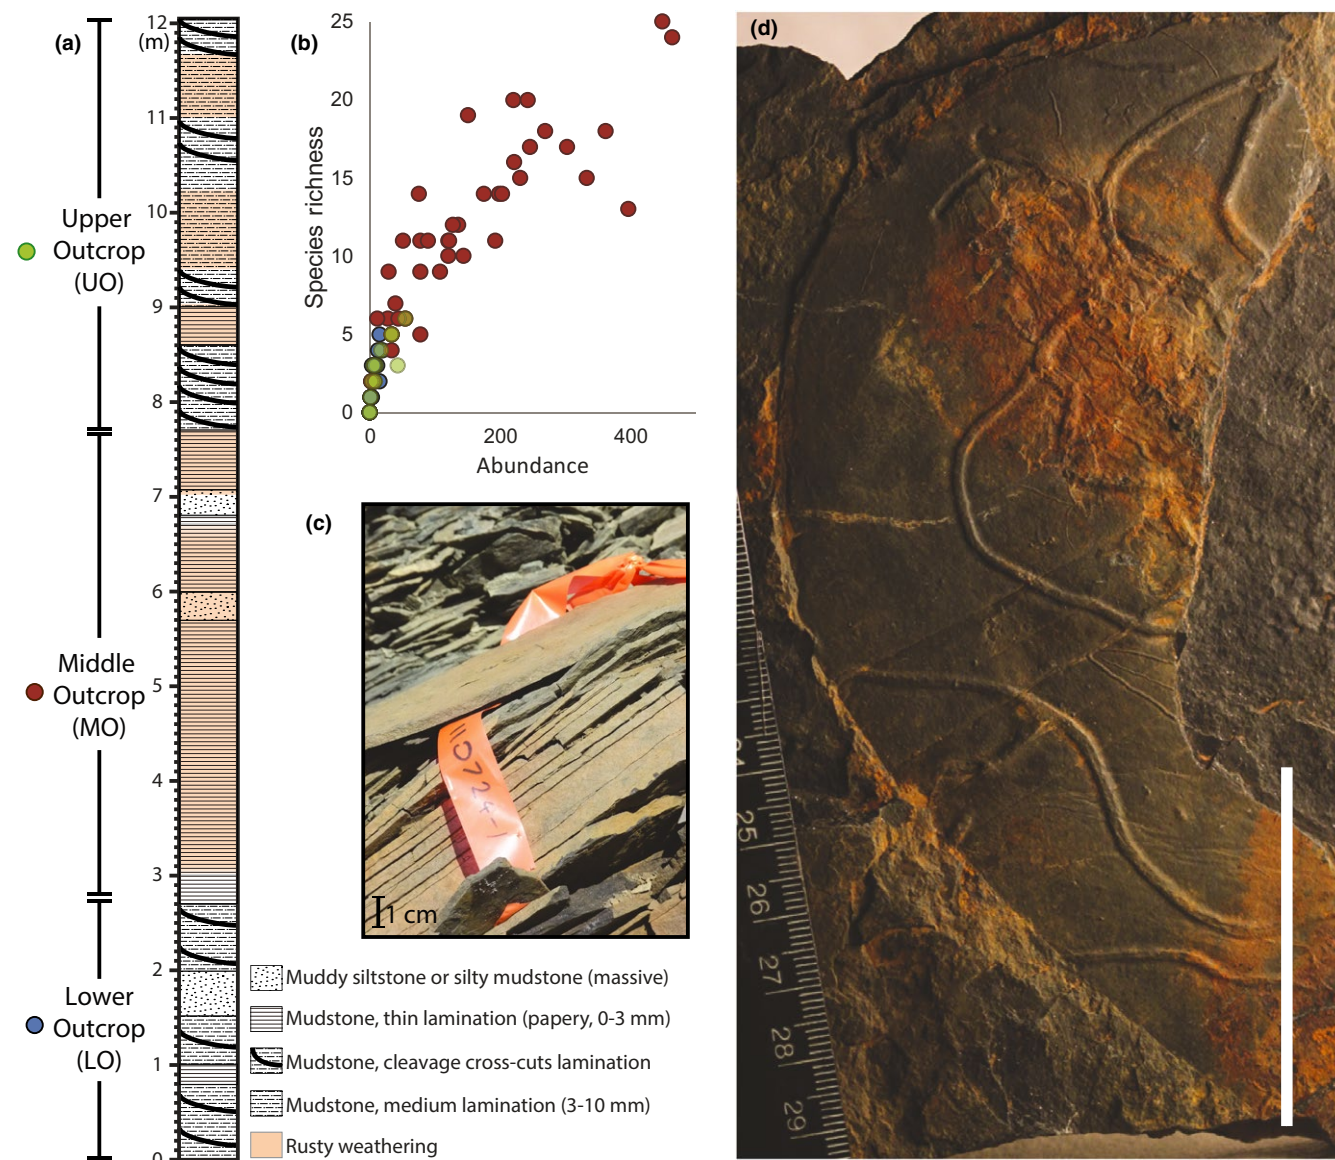 (a)
12
(m)
11
10
9
8
7
6
5
4
3
2
1
0
Upper
Outcrop
(UO)
Middle
Outcrop
(MO)
Lower
Outcrop
(LO)
(b)
Species richness
25
20
15
10
5
0
0 200 400
Abundance
(c)
110724-1
1 cm
Muddy siltstone or silty mudstone (massive)
Mudstone, thin lamination (papery, 0-3 mm)
Mudstone, cleavage cross-cuts lamination
Mudstone, medium lamination (3-10 mm)
Rusty weathering
(d)
25
26
27
28
29